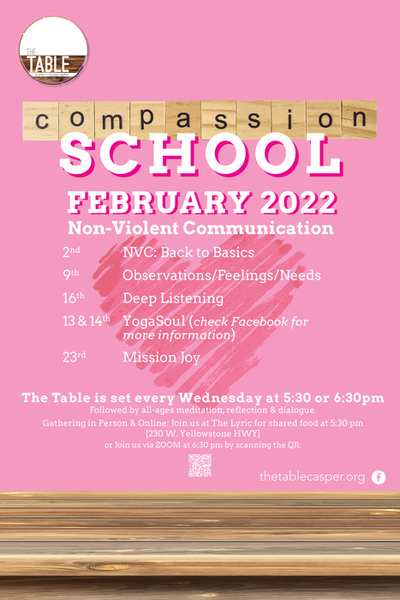 THE
TABLE
compassion
SCHOOL
FEBRUARY 2022
Non-Violent Communication
2nd NVC: Back to Basics
9th Observations/Feelings/Needs
16th Deep Listening
13 & 14th YogaSoul (check Facebook for
more information)
23rd Mission Joy
The Table is set every Wednesday at 5:30 or 6:30pm
Followed by all-ages meditation, reflection & dialogue.
Gathering in Person & Online: Join us at The Lyric for shared food at 5:30 pm
{230 W. Yellowstone HWY}
or Join us via ZOOM at 6:30 pm by scanning the QR:
thetablecasper.org f